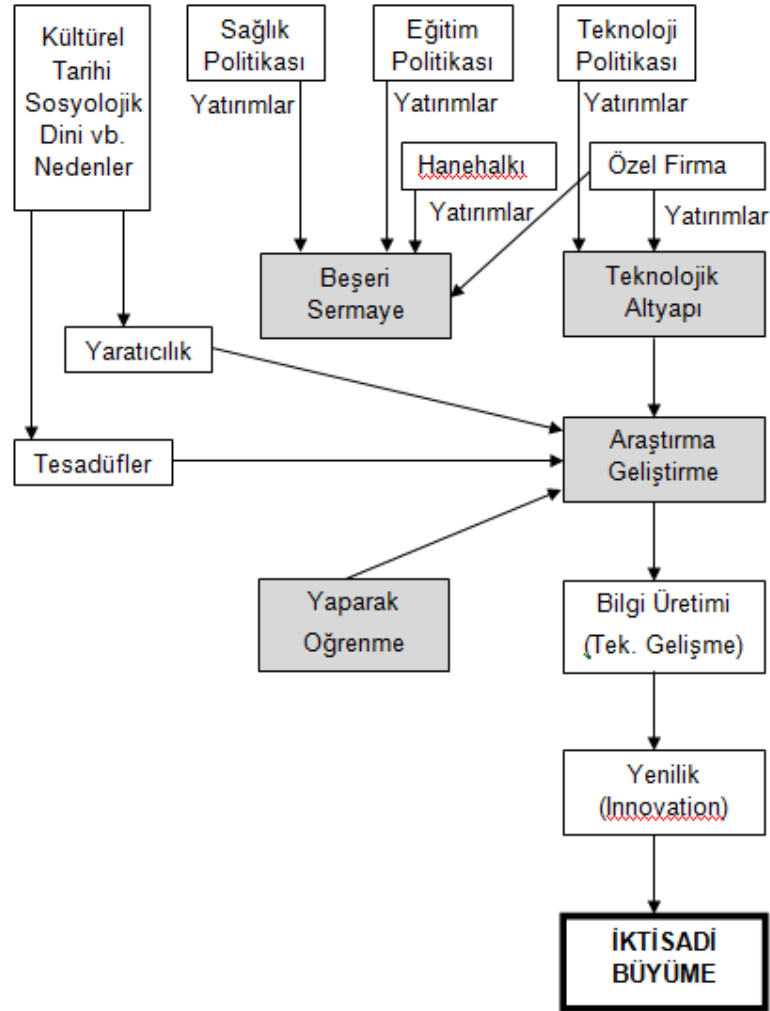 Kültürel
Tarihi
Sosyolojik
Dini vb.
Nedenler
Sağlık
Politikası
Eğitim
Politikası
Teknoloji
Politikası
Yatırımlar
Yatırımlar
Yatırımlar
Hanehalkı
Özel Firma
Yatırımlar
Yatırımlar
Beşeri
Sermaye
Teknolojik
Altyapı
Yaratıcılık
Tesadüfler
Araştırma
Geliştirme
Yaparak
Oğrenme
Bilgi Üretimi
(Tek. Gelişme)
Yenilik
(Innovation)
İKTİSADİ
BÜYÜME